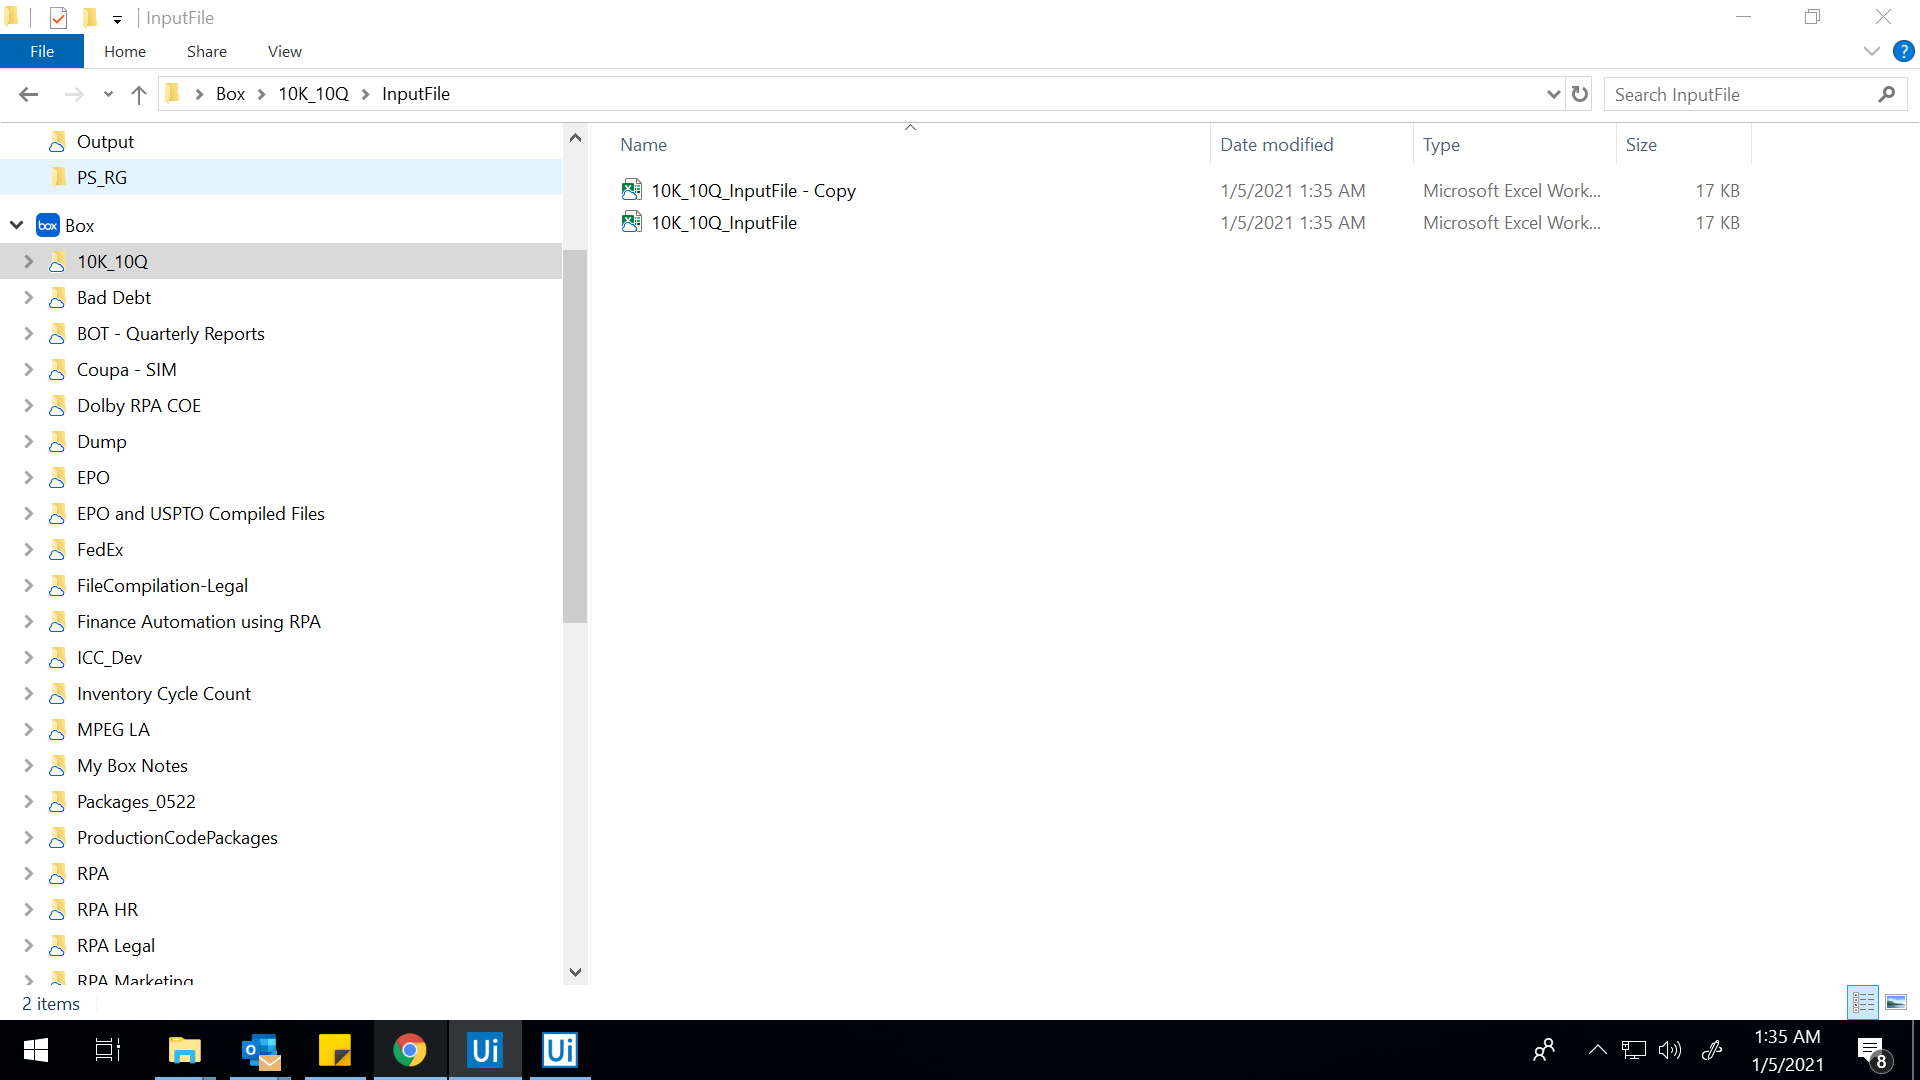 InputFile
File Home Share View ?
Box 10K_10Q InputFile Search InputFile
Output
PS_RG
box Box
10K_10Q
Bad Debt
BOT - Quarterly Reports
Coupa - SIM
Dolby RPA COE
Dump
EPO
EPO and USPTO Compiled Files
FedEx
FileCompilation-Legal
Finance Automation using RPA
ICC_Dev
Inventory Cycle Count
MPEG LA
My Box Notes
Packages_0522
ProductionCodePackages
RPA
RPA HR
RPA Legal
RPA Marketing
Name Date modified Type Size
10K_10Q_InputFile - Copy 1/5/2021 1:35 AM Microsoft Excel Work... 17 KB
10K_10Q_InputFile 1/5/2021 1:35 AM Microsoft Excel Work... 17 KB
2 items
Ui Ui
1:35 AM
1/5/2021
8